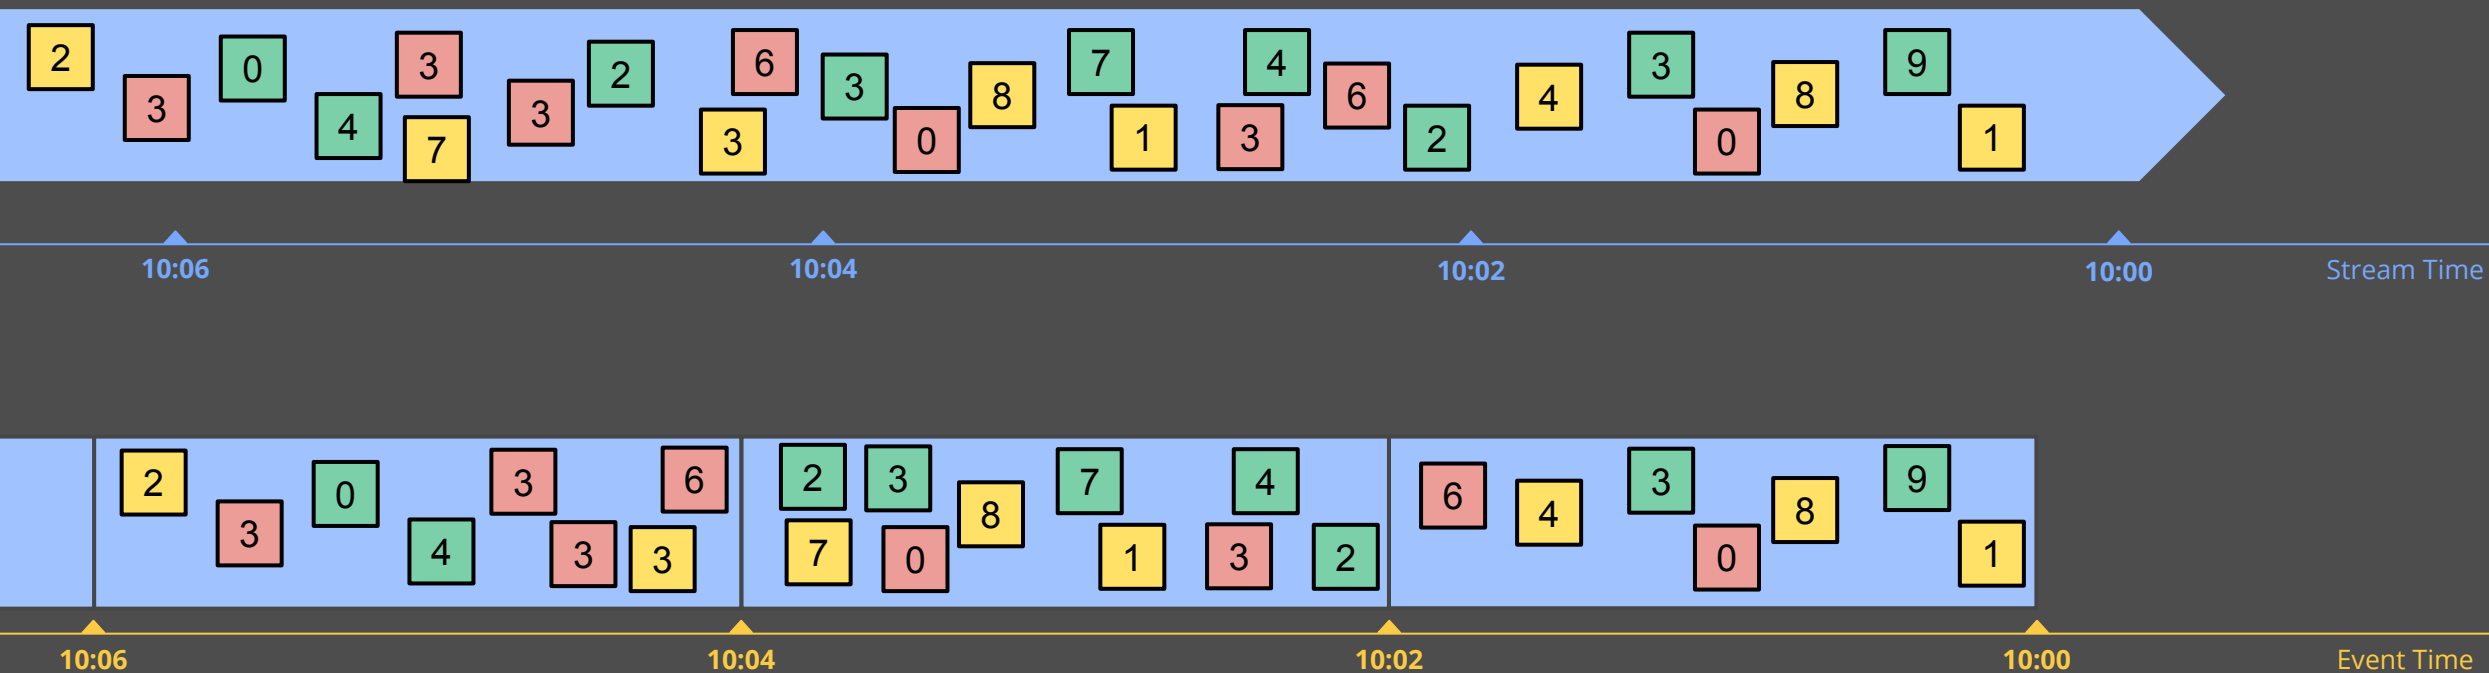 2 3 0 4 3 7 3 2 3 6 3 0 8 7 1 3 4 6 2 4 3 0 8 9 1
10:06 10:04 10:02 10:00 Stream Time
2 3 0 4 3 3 3 6 2 7 3 0 8 7 1 3 4 2 6 4 3 0 8 9 1
10:06 10:04 10:02 10:00 Event Time